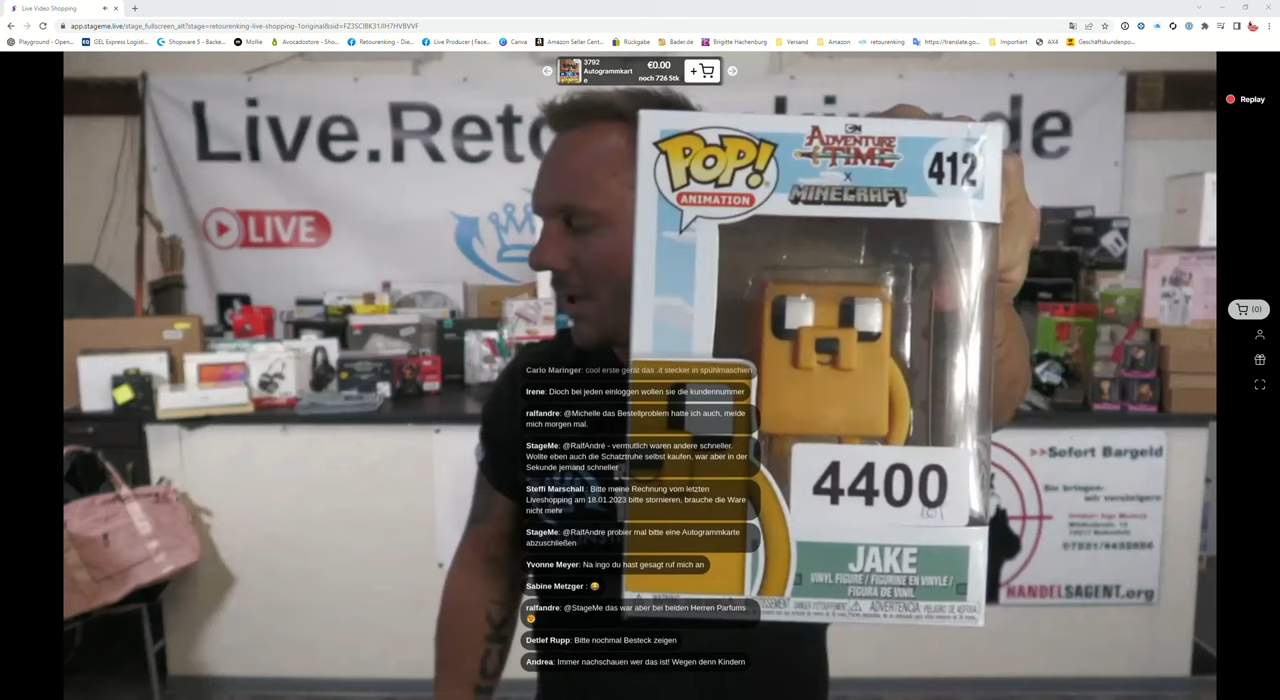 Live Video Shopping
app.stageme.live/stage_fullscreen_alt?stage=retourenking-live-shopping-1original&sid=FZ3SCIBK31JIH7HVBVVF
Playground - Open...
GEL Express Logisti...
Shopware 5 - Backe...
Mollie
Avocadostore - Sho...
Retourenking - Die...
Live Producer | Face...
Canva
Amazon Seller Cent...
Rückgabe
Bader.de
Brigitte Hachenburg
Versand
Amazon
retourenking
https://translate.go...
Importiert
AX4
Geschäftskundenpo...
3792
Autogrammkart
e
€0.00
noch 726 Stk
+
Replay
(0)
Live.Reto
de
LIVE
POP!
ANIMATION
CN
ADVENTURE
TIME
X
MINECRAFT
412
4400
JAKE
VINYL FIGURE / FIGURINE EN VINYLE /
FIGURA DE VINIL
>>Sofort Bargeld
Sie bringen-
wir versteigern
07581/4439886
HANDELSAGENT.org
Carlo Maringer: cool erste gerät das .it stecker in spühlmaschien
Irene: Dioch bei jeden einloggen wollen sie die kundennummer
ralfandre: @Michelle das Bestellproblem hatte ich auch, melde
mich morgen mal.
StageMe: @RalfAndré - vermutlich waren andere schneller.
Wollte eben auch die Schatztruhe selbst kaufen, war aber in der
Sekunde jemand schneller
Steffi Marschall : Bitte meine Rechnung vom letzten
Liveshopping am 18.01.2023 bitte stornieren, brauche die Ware
nicht mehr
StageMe: @RalfAndre probier mal bitte eine Autogrammkarte
abzuschließen
Yvonne Meyer: Na ingo du hast gesagt ruf mich an
Sabine Metzger : 😂
ralfandre: @StageMe das war aber bei beiden Herren Parfums
Detlef Rupp: Bitte nochmal Besteck zeigen
Andrea: Immer nachschauen wer das ist! Wegen denn Kindern